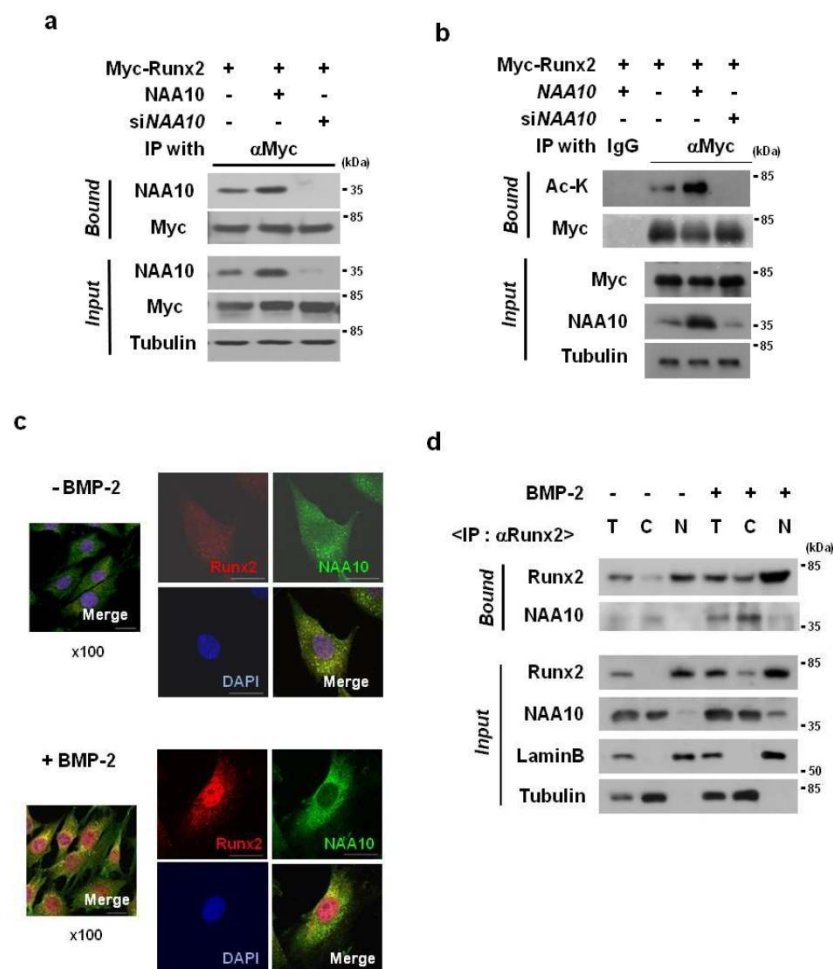 a
Myc-Runx2 + + +
NAA10 - + -
siNAA10 - - +
IP with αMyc (kDa)
Bound
NAA10 35
Myc 85
Input
NAA10 35
Myc 85
Tubulin 85
b
Myc-Runx2 + + + +
NAA10 + - + -
siNAA10 - - - +
IP with IgG αMyc (kDa)
Bound
Ac-K 85
Myc 85
Input
Myc 85
NAA10 35
Tubulin 85
c
- BMP-2
Merge
x100
Runx2
NAA10
DAPI
Merge
+ BMP-2
Merge
x100
Runx2
NAA10
DAPI
Merge
d
BMP-2 - - - + + +
<IP : αRunx2> T C N T C N (kDa)
Bound
Runx2 85
NAA10 35
Input
Runx2 85
NAA10 35
LaminB 50
Tubulin 85